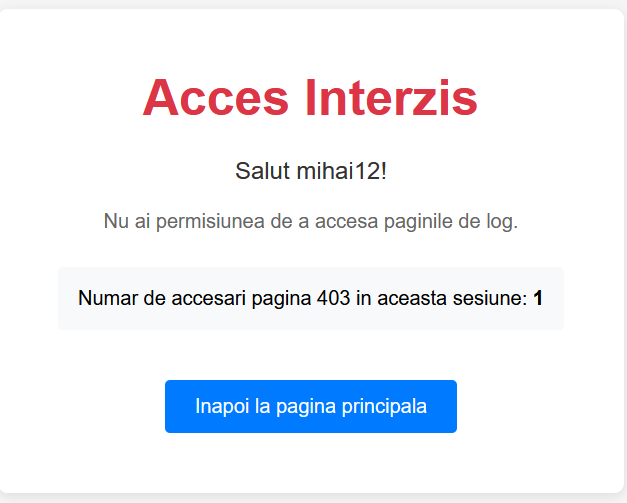 Acces Interzis
Salut mihai12!
Nu ai permisiunea de a accesa paginile de log.
Numar de accesari pagina 403 in aceasta sesiune: 1
Inapoi la pagina principala